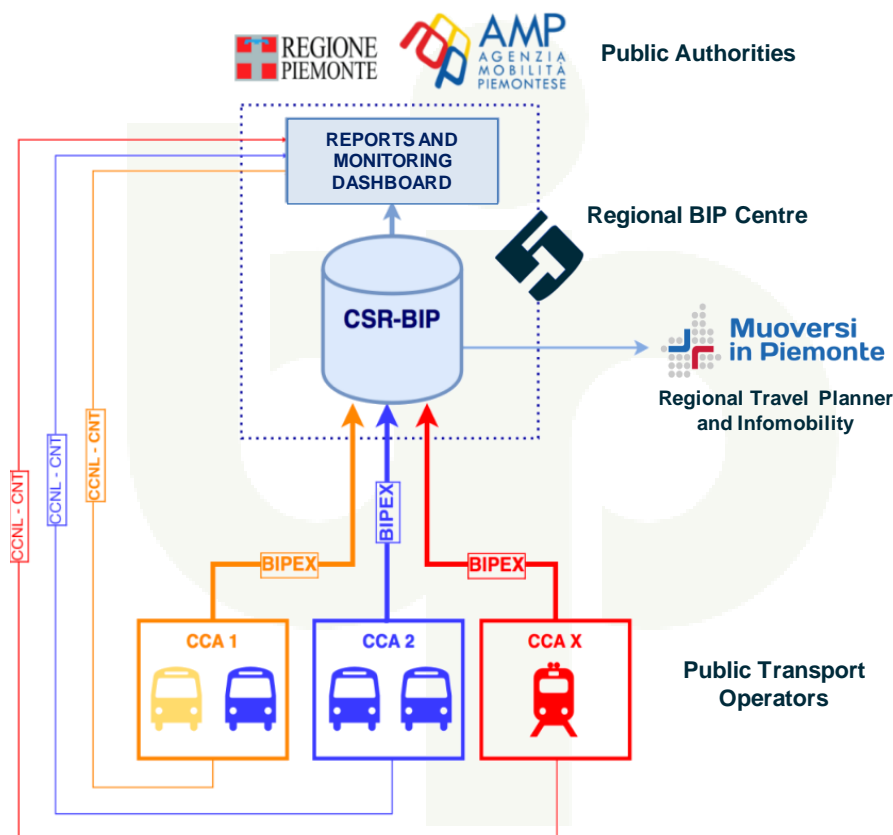 REGIONE
PIEMONTE
AMP
AGENZIA
MOBILITÀ
PIEMONTESE
Public Authorities
REPORTS AND
MONITORING
DASHBOARD
Regional BIP Centre
CSR-BIP
Muoversi
in Piemonte
Regional Travel Planner
and Infomobility
CCNL - CNT
CCNL - CNT
CCNL - CNT
BIPEX
BIPEX
BIPEX
CCA 1
CCA 2
CCA X
Public Transport
Operators